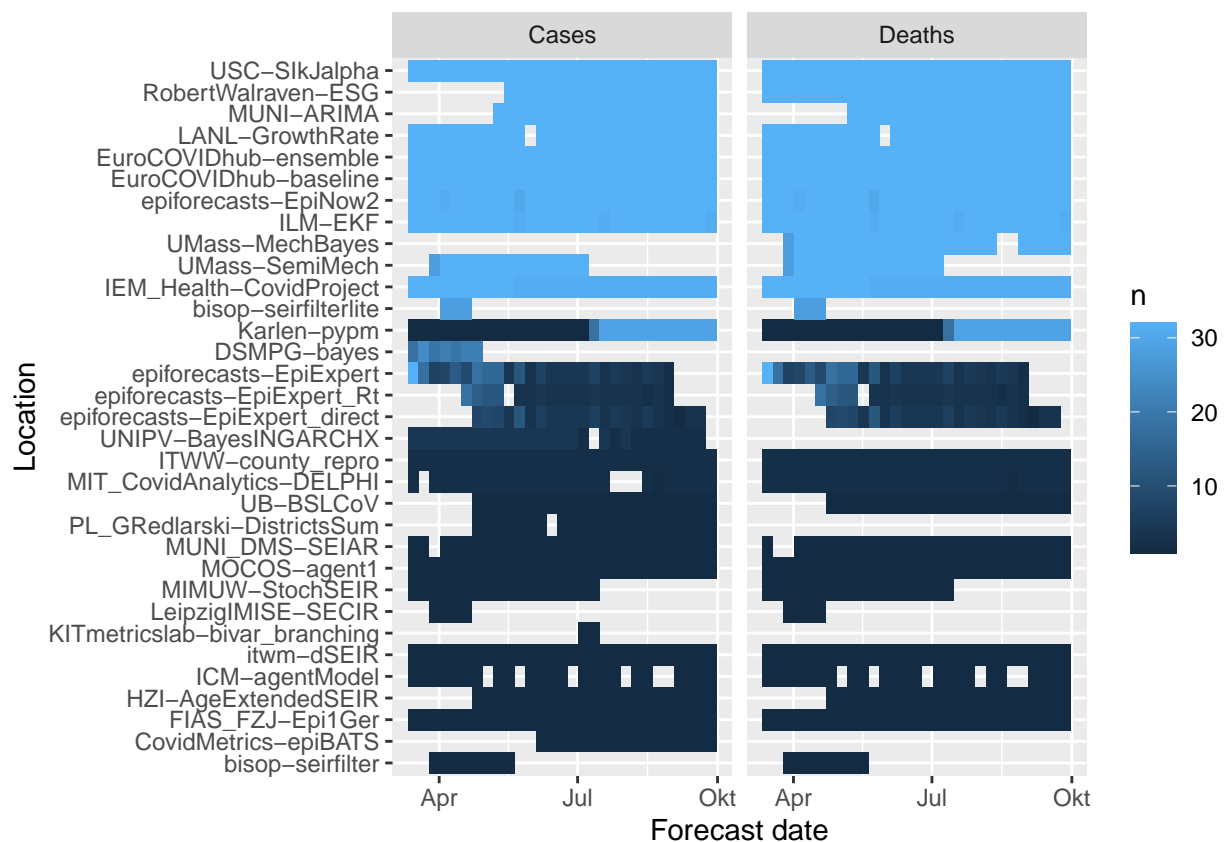 Cases
Deaths
USC−SIkJalpha
RobertWalraven−ESG
MUNI−ARIMA
LANL−GrowthRate
EuroCOVIDhub−ensemble
EuroCOVIDhub−baseline
epiforecasts−EpiNow2
ILM−EKF
UMass−MechBayes
UMass−SemiMech
IEM_Health−CovidProject
bisop−seirfilterlite
Karlen−pypm
DSMPG−bayes
epiforecasts−EpiExpert
epiforecasts−EpiExpert_Rt
epiforecasts−EpiExpert_direct
UNIPV−BayesINGARCHX
ITWW−county_repro
MIT_CovidAnalytics−DELPHI
UB−BSLCoV
PL_GRedlarski−DistrictsSum
MUNI_DMS−SEIAR
MOCOS−agent1
MIMUW−StochSEIR
LeipzigIMISE−SECIR
KITmetricslab−bivar_branching
itwm−dSEIR
ICM−agentModel
HZI−AgeExtendedSEIR
FIAS_FZJ−Epi1Ger
CovidMetrics−epiBATS
bisop−seirfilter
Location
Apr Jul Okt
Apr Jul Okt
Forecast date
n
30
20
10